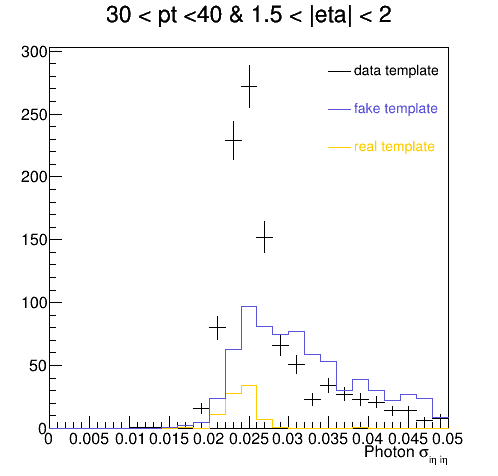 30 < pt <40 & 1.5 < |eta| < 2
300
250
200
150
100
50
0
data template
fake template
real template
0 0.005 0.01 0.015 0.02 0.025 0.03 0.035 0.04 0.045 0.05
Photon σiη iη